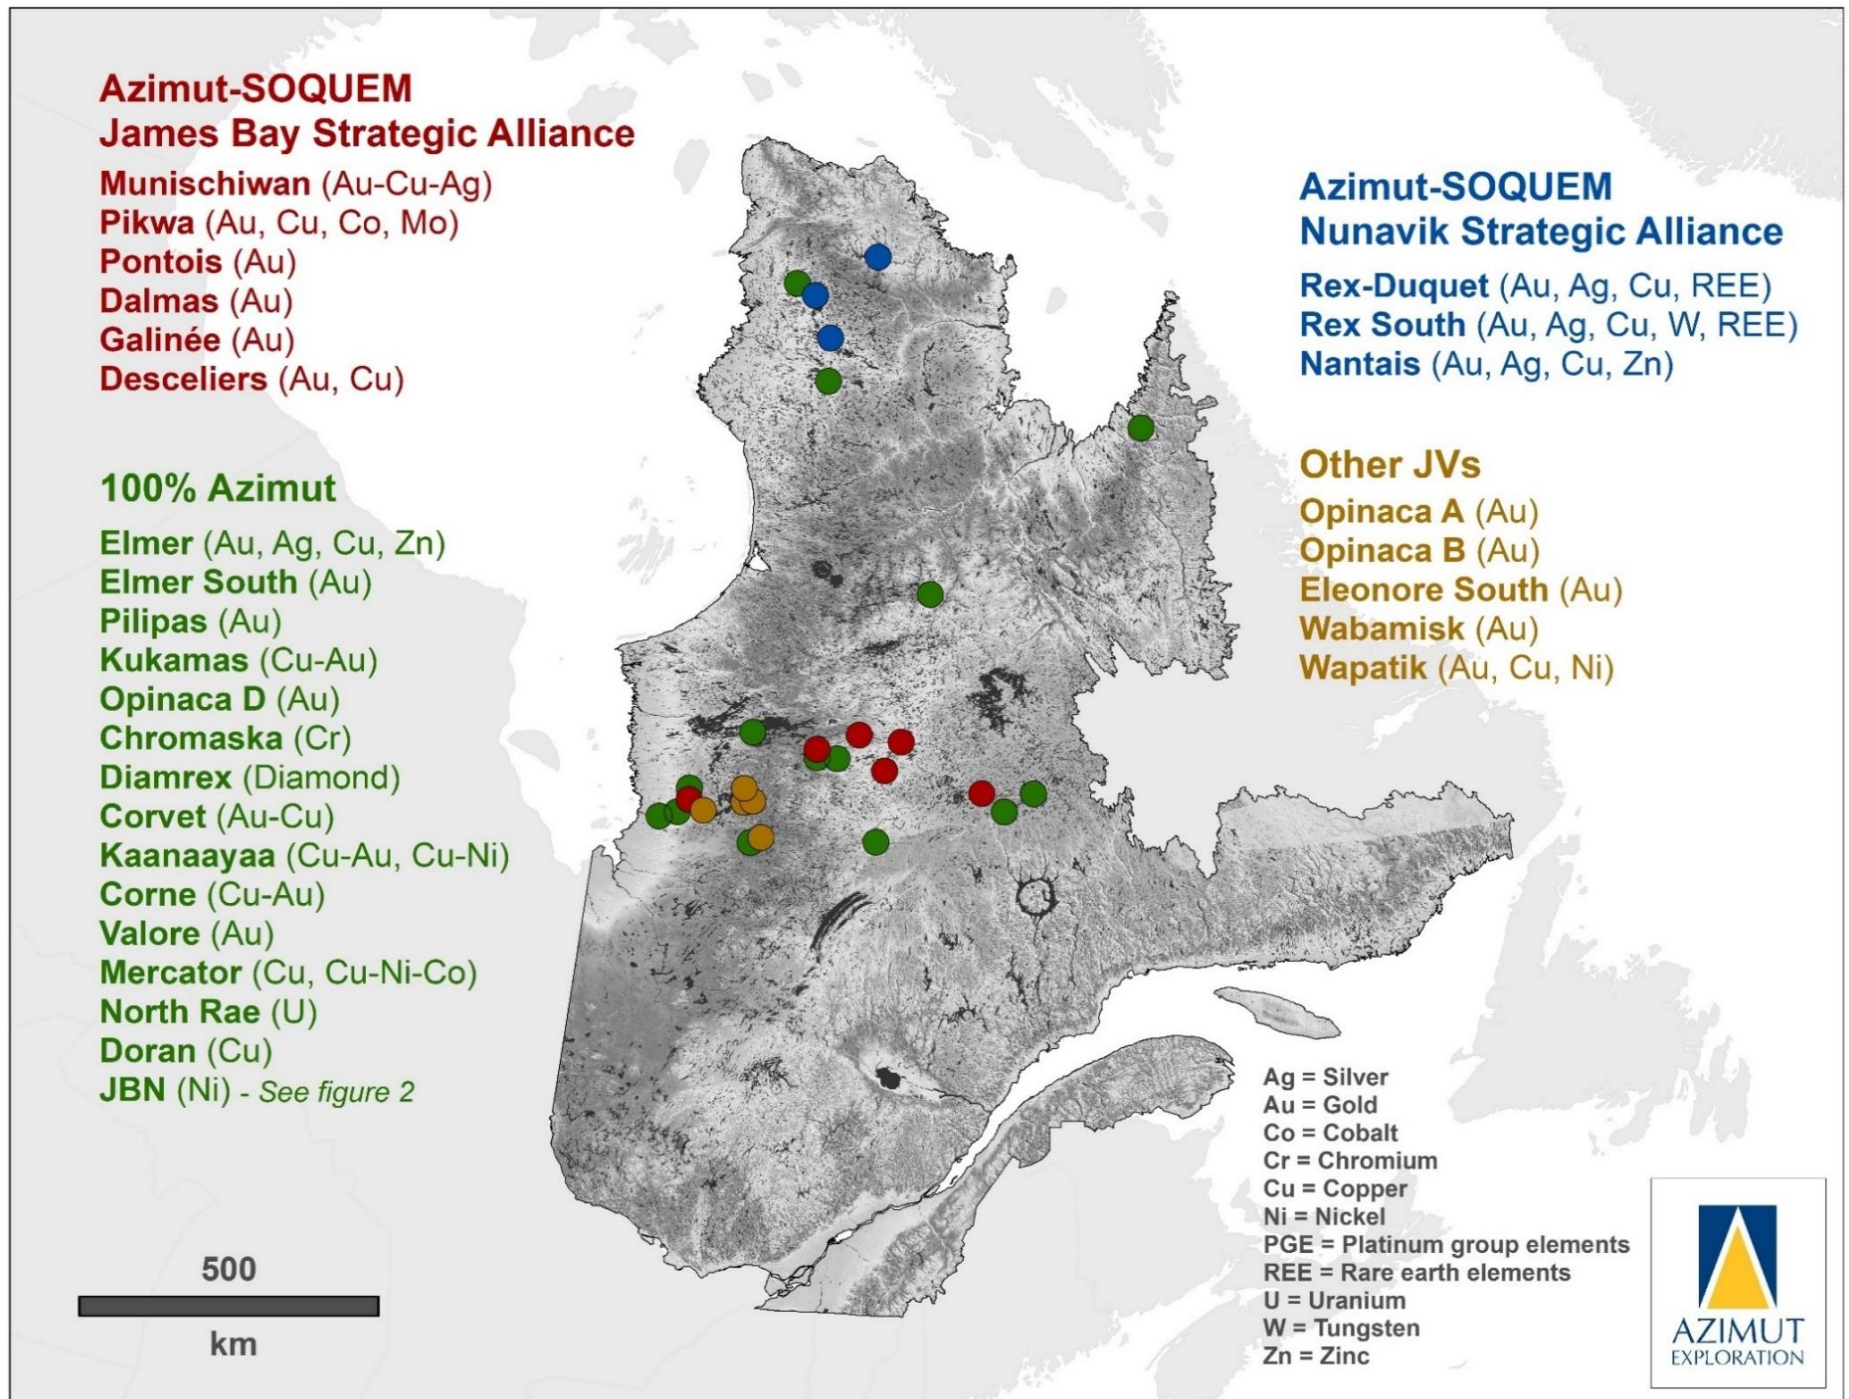 Azimut-SOQUEM
James Bay Strategic Alliance
Munischiwan (Au-Cu-Ag)
Pikwa (Au, Cu, Co, Mo)
Pontois (Au)
Dalmas (Au)
Galinée (Au)
Desceliers (Au, Cu)
100% Azimut
Elmer (Au, Ag, Cu, Zn)
Elmer South (Au)
Pilipas (Au)
Kukamas (Cu-Au)
Opinaca D (Au)
Chromaska (Cr)
Diamrex (Diamond)
Corvet (Au-Cu)
Kaanaayaa (Cu-Au, Cu-Ni)
Corne (Cu-Au)
Valore (Au)
Mercator (Cu, Cu-Ni-Co)
North Rae (U)
Doran (Cu)
JBN (Ni) - See figure 2
500
km
Azimut-SOQUEM
Nunavik Strategic Alliance
Rex-Duquet (Au, Ag, Cu, REE)
Rex South (Au, Ag, Cu, W, REE)
Nantais (Au, Ag, Cu, Zn)
Other JVs
Opinaca A (Au)
Opinaca B (Au)
Eleonore South (Au)
Wabamisk (Au)
Wapatik (Au, Cu, Ni)
Ag = Silver
Au = Gold
Co = Cobalt
Cr = Chromium
Cu = Copper
Ni = Nickel
PGE = Platinum group elements
REE = Rare earth elements
U = Uranium
W = Tungsten
Zn = Zinc
AZIMUT
EXPLORATION